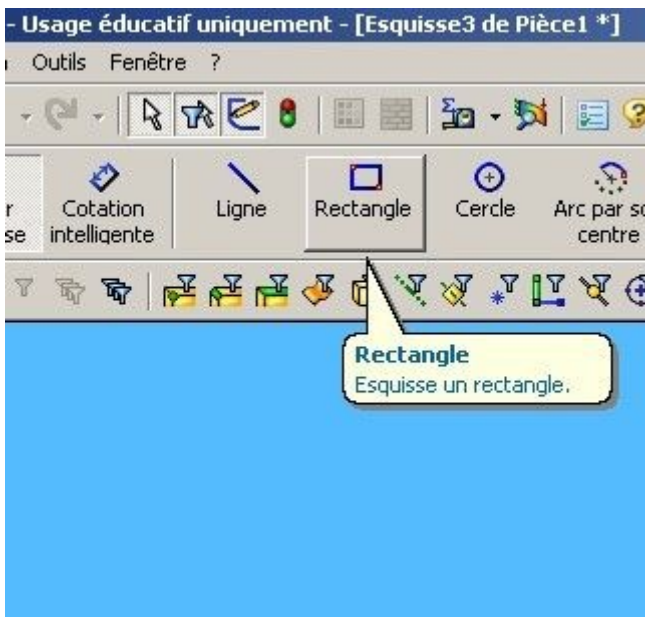 - Usage éducatif uniquement - [Esquisse3 de Pièce1 *]
Outils Fenêtre ?
Cotation intelligente
Ligne
Rectangle
Cercle
Arc par so
centre
Rectangle
Esquisse un rectangle.